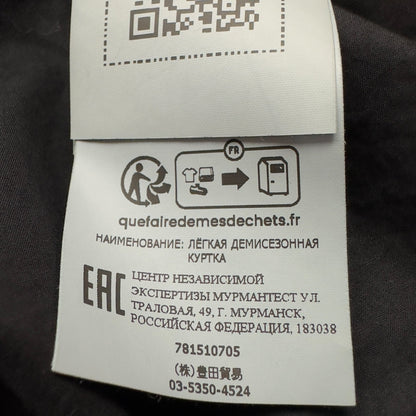 FR
quefairedemesdechets.fr
НАИМЕНОВАНИЕ: ЛЁГКАЯ ДЕМИСЕЗОННАЯ
КУРТКА
EAC
ЦЕНТР НЕЗАВИСИМОЙ
ЭКСПЕРТИЗЫ МУРМАНТЕСТ УЛ.
ТРАЛОВАЯ, 49, Г. МУРМАНСК,
РОССИЙСКАЯ ФЕДЕРАЦИЯ, 183038
781510705
(株)豊田貿易
03-5350-4524